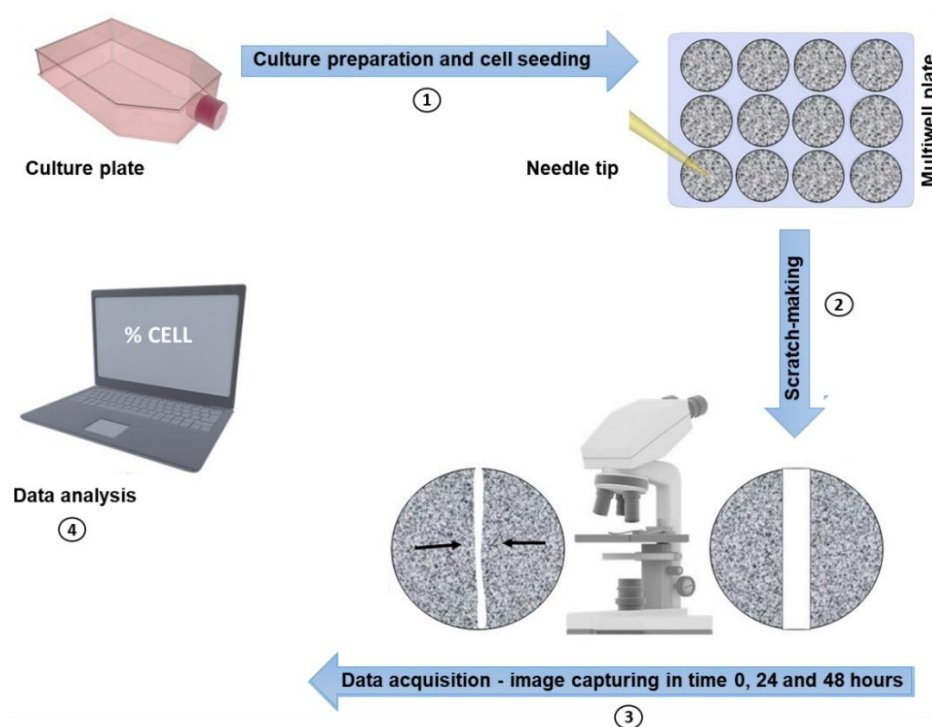 Culture preparation and cell seeding
①
Culture plate
Needle tip
Multiwell plate
Scratch-making
②
% CELL
Data analysis
④
Data acquisition - image capturing in time 0, 24 and 48 hours
③